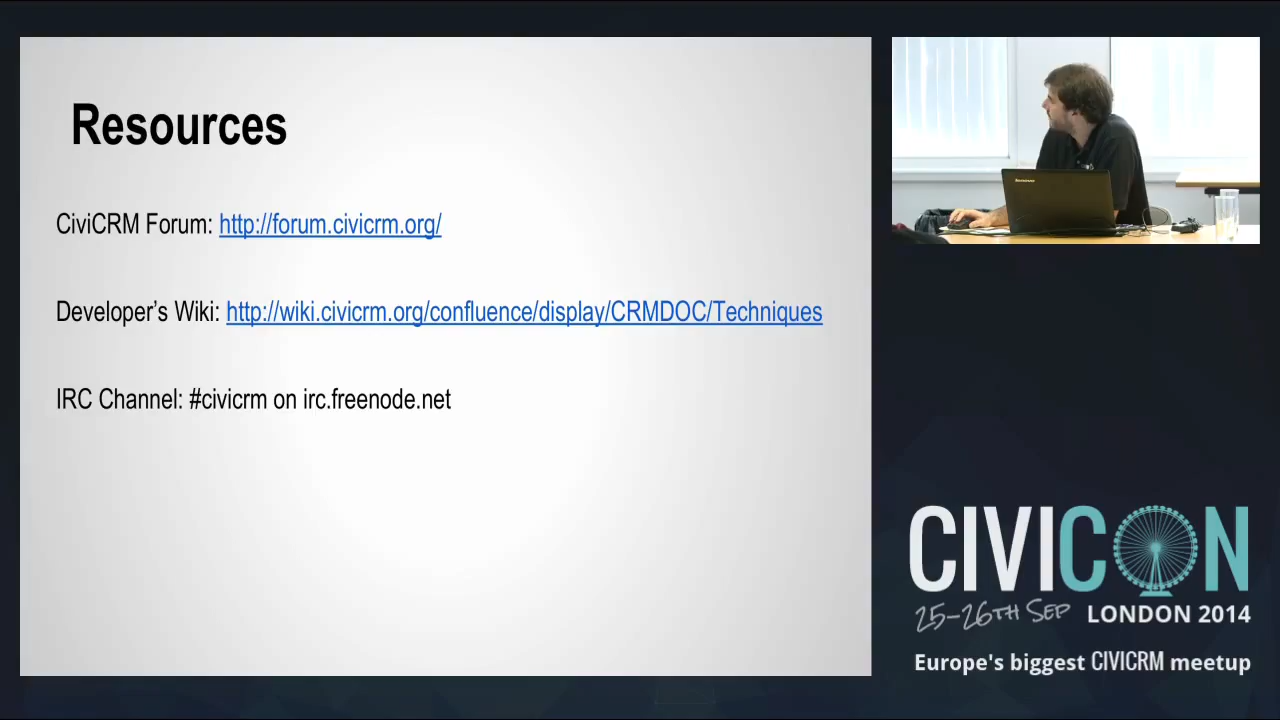 Resources
CiviCRM Forum: http://forum.civicrm.org/
Developer’s Wiki: http://wiki.civicrm.org/confluence/display/CRMDOC/Techniques
IRC Channel: #civicrm on irc.freenode.net
CIVICON
25-26TH SEP LONDON 2014
Europe's biggest CIVICRM meetup